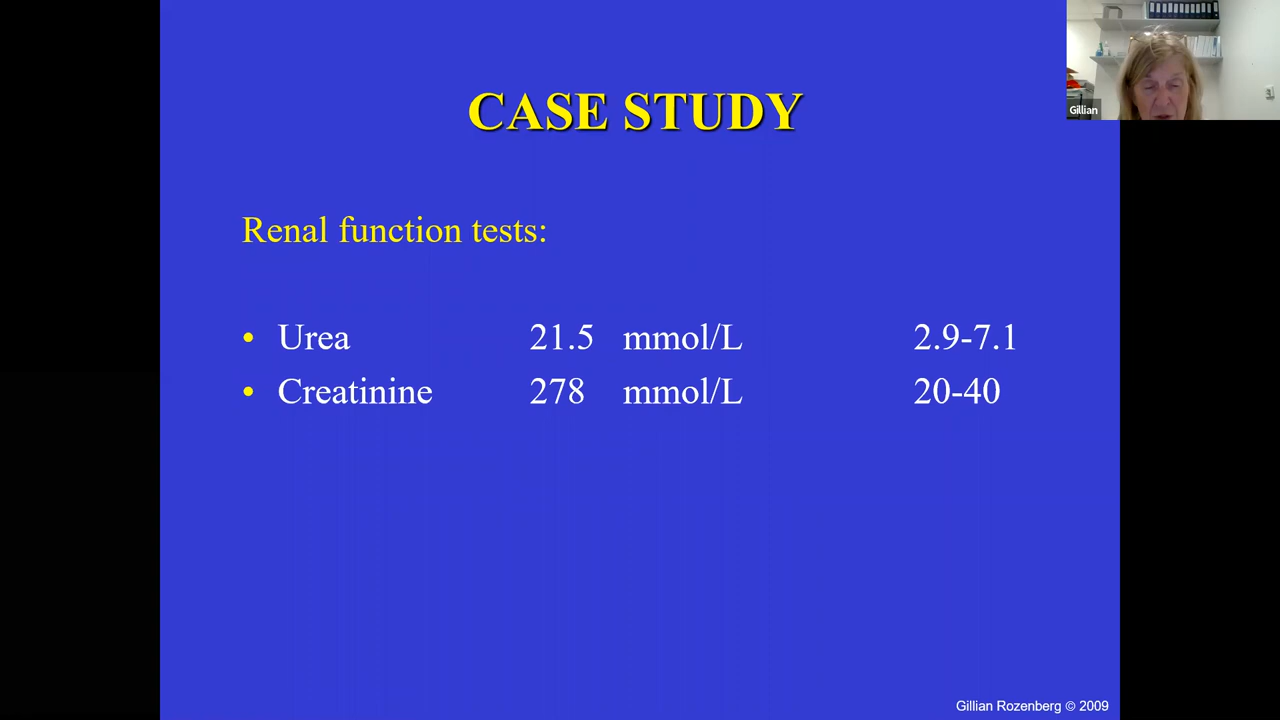 CASE STUDY
Gillian
Renal function tests:
• Urea 21.5 mmol/L 2.9-7.1
• Creatinine 278 mmol/L 20-40
Gillian Rozenberg © 2009